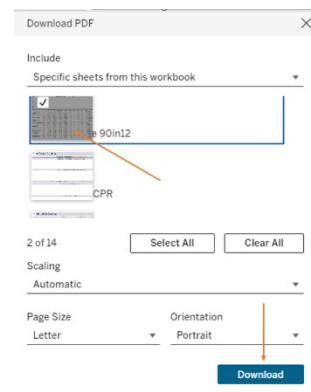 Download PDF
Include
Specific sheets from this workbook
90in12
CPR
2 of 14
Select All
Clear All
Scaling
Automatic
Page Size
Orientation
Letter
Portrait
Download